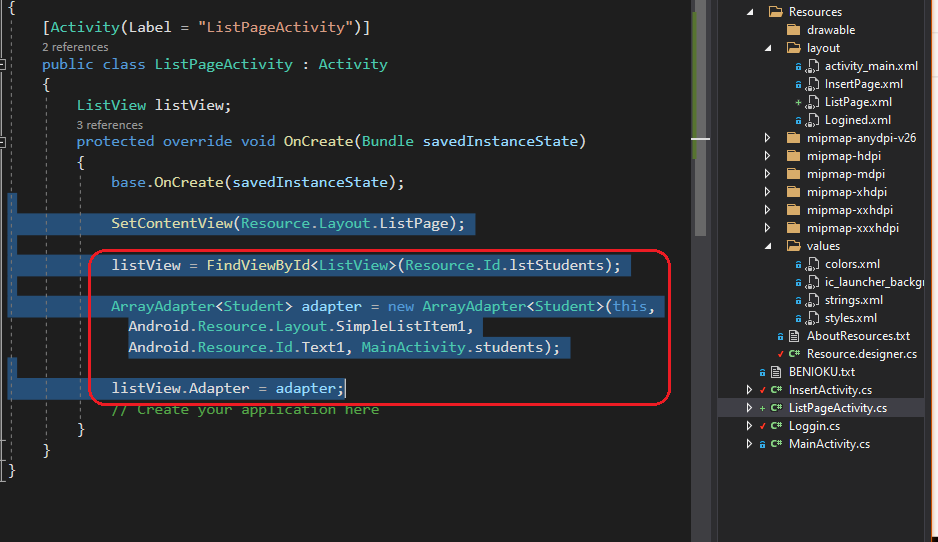 {
[Activity(Label = "ListPageActivity")]
2 references
public class ListPageActivity : Activity
{
ListView listView;
3 references
protected override void OnCreate(Bundle savedInstanceState)
{
base.OnCreate(savedInstanceState);
SetContentView(Resource.Layout.ListPage);
listView = FindViewById<ListView>(Resource.Id.lstStudents);
ArrayAdapter<Student> adapter = new ArrayAdapter<Student>(this,
Android.Resource.Layout.SimpleListItem1,
Android.Resource.Id.Text1, MainActivity.students);
listView.Adapter = adapter;
// Create your application here
}
}
}
Resources
drawable
layout
activity_main.xml
InsertPage.xml
ListPage.xml
Logined.xml
mipmap-anydpi-v26
mipmap-hdpi
mipmap-mdpi
mipmap-xhdpi
mipmap-xxhdpi
mipmap-xxxhdpi
values
colors.xml
ic_launcher_backgr
strings.xml
styles.xml
AboutResources.txt
C# Resource.designer.cs
BENIOKU.txt
C# InsertActivity.cs
C# ListPageActivity.cs
C# Loggin.cs
C# MainActivity.cs